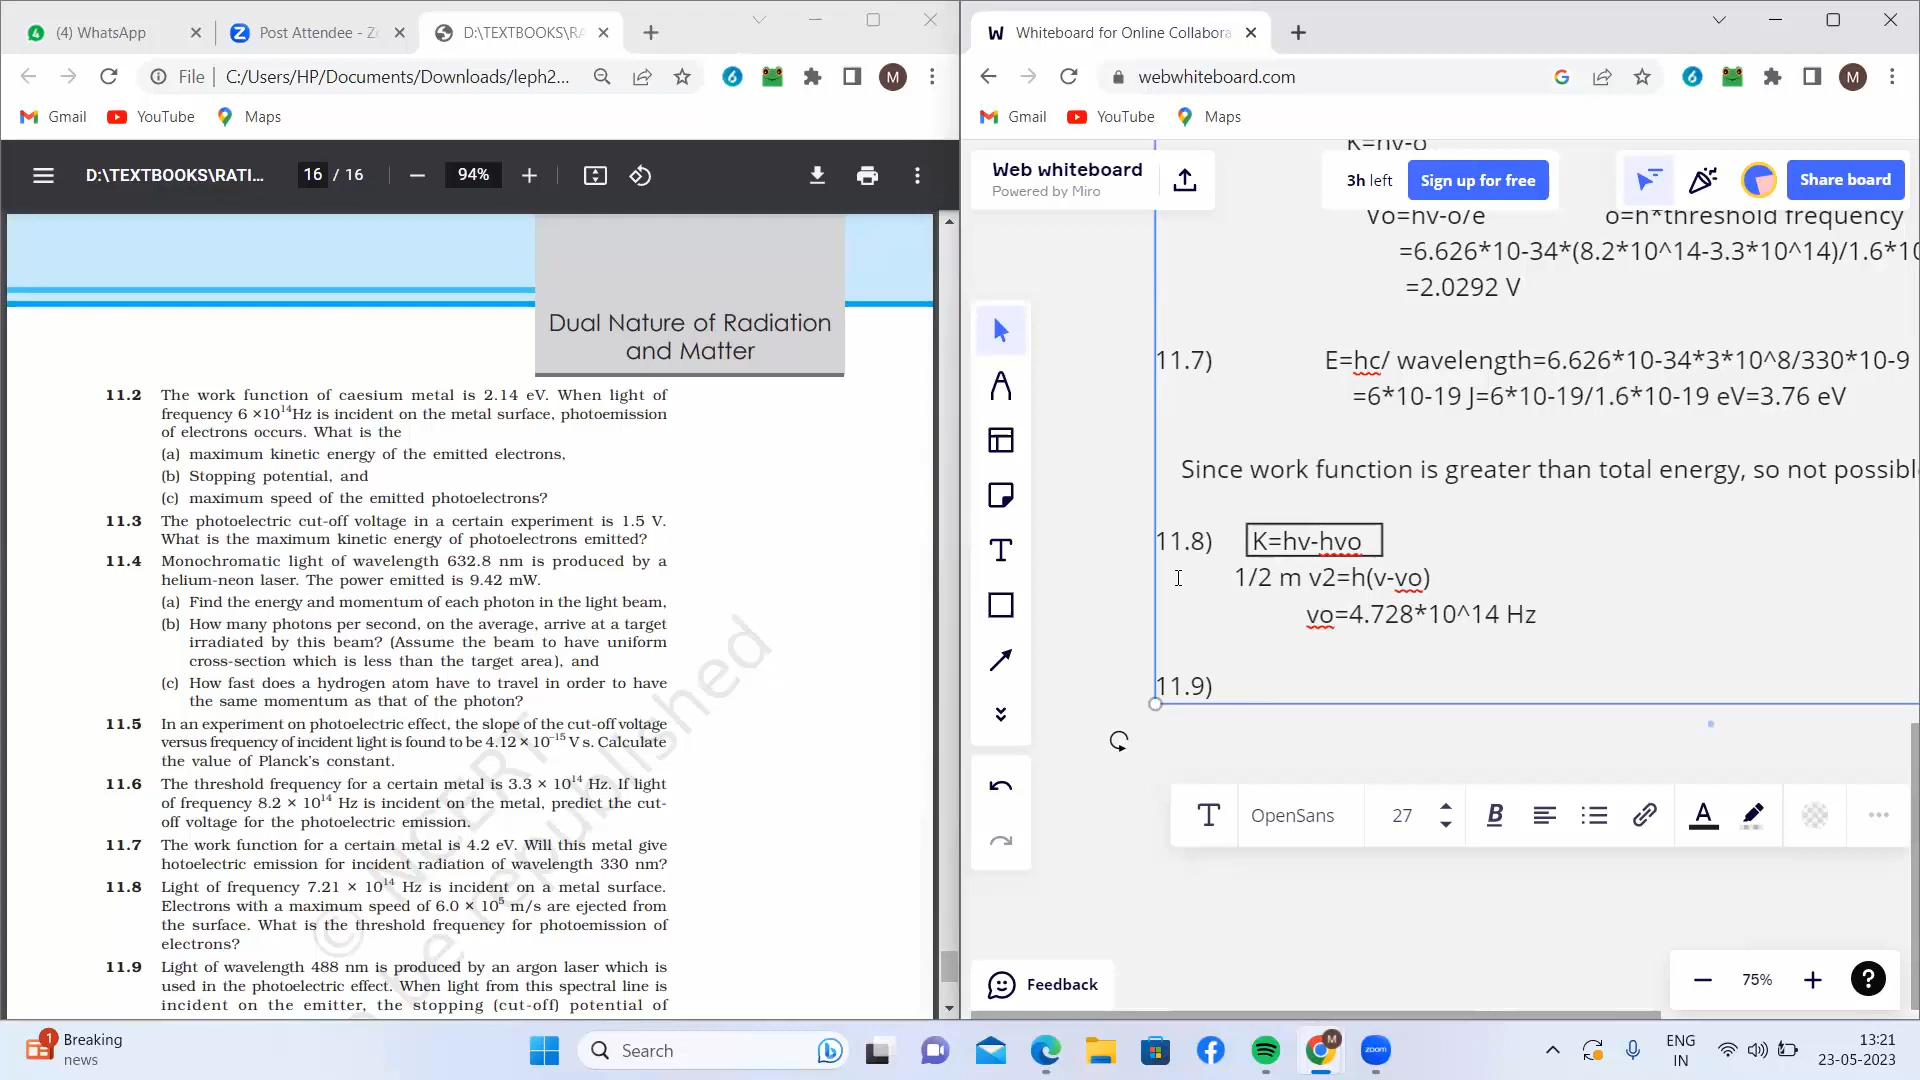 (4) WhatsApp
Post Attendee - Zo
D:\TEXTBOOKS\RA
File
C:/Users/HP/Documents/Downloads/leph2...
M
Gmail
YouTube
Maps
D:\TEXTBOOKS\RATI...
16 / 16
94%
Dual Nature of Radiation
and Matter
11.2 The work function of caesium metal is 2.14 eV. When light of
frequency 6 ×10^14Hz is incident on the metal surface, photoemission
of electrons occurs. What is the
(a) maximum kinetic energy of the emitted electrons,
(b) Stopping potential, and
(c) maximum speed of the emitted photoelectrons?
11.3 The photoelectric cut-off voltage in a certain experiment is 1.5 V.
What is the maximum kinetic energy of photoelectrons emitted?
11.4 Monochromatic light of wavelength 632.8 nm is produced by a
helium-neon laser. The power emitted is 9.42 mW.
(a) Find the energy and momentum of each photon in the light beam,
(b) How many photons per second, on the average, arrive at a target
irradiated by this beam? (Assume the beam to have uniform
cross-section which is less than the target area), and
(c) How fast does a hydrogen atom have to travel in order to have
the same momentum as that of the photon?
11.5 In an experiment on photoelectric effect, the slope of the cut-off voltage
versus frequency of incident light is found to be 4.12 × 10^–15 V s. Calculate
the value of Planck's constant.
11.6 The threshold frequency for a certain metal is 3.3 × 10^14 Hz. If light
of frequency 8.2 × 10^14 Hz is incident on the metal, predict the cut-
off voltage for the photoelectric emission.
11.7 The work function for a certain metal is 4.2 eV. Will this metal give
hotoelectric emission for incident radiation of wavelength 330 nm?
11.8 Light of frequency 7.21 × 10^14 Hz is incident on a metal surface.
Electrons with a maximum speed of 6.0 × 10^5 m/s are ejected from
the surface. What is the threshold frequency for photoemission of
electrons?
11.9 Light of wavelength 488 nm is produced by an argon laser which is
used in the photoelectric effect. When light from this spectral line is
incident on the emitter, the stopping (cut-off) potential of
© NCERT
be republished
Whiteboard for Online Collabora
webwhiteboard.com
M
Gmail
YouTube
Maps
Web whiteboard
Powered by Miro
3h left
Sign up for free
Share board
K=hv-o
Vo=hv-o/e o=h*threshold frequency
=6.626*10-34*(8.2*10^14-3.3*10^14)/1.6*10
=2.0292 V
11.7) E=hc/ wavelength=6.626*10-34*3*10^8/330*10-9
=6*10-19 J=6*10-19/1.6*10-19 eV=3.76 eV
Since work function is greater than total energy, so not possibl
11.8) K=hv-hvo
1/2 m v2=h(v-vo)
vo=4.728*10^14 Hz
11.9)
OpenSans
27
B
A
Feedback
75%
?
1
Breaking
news
Search
zoom
ENG
IN
13:21
23-05-2023